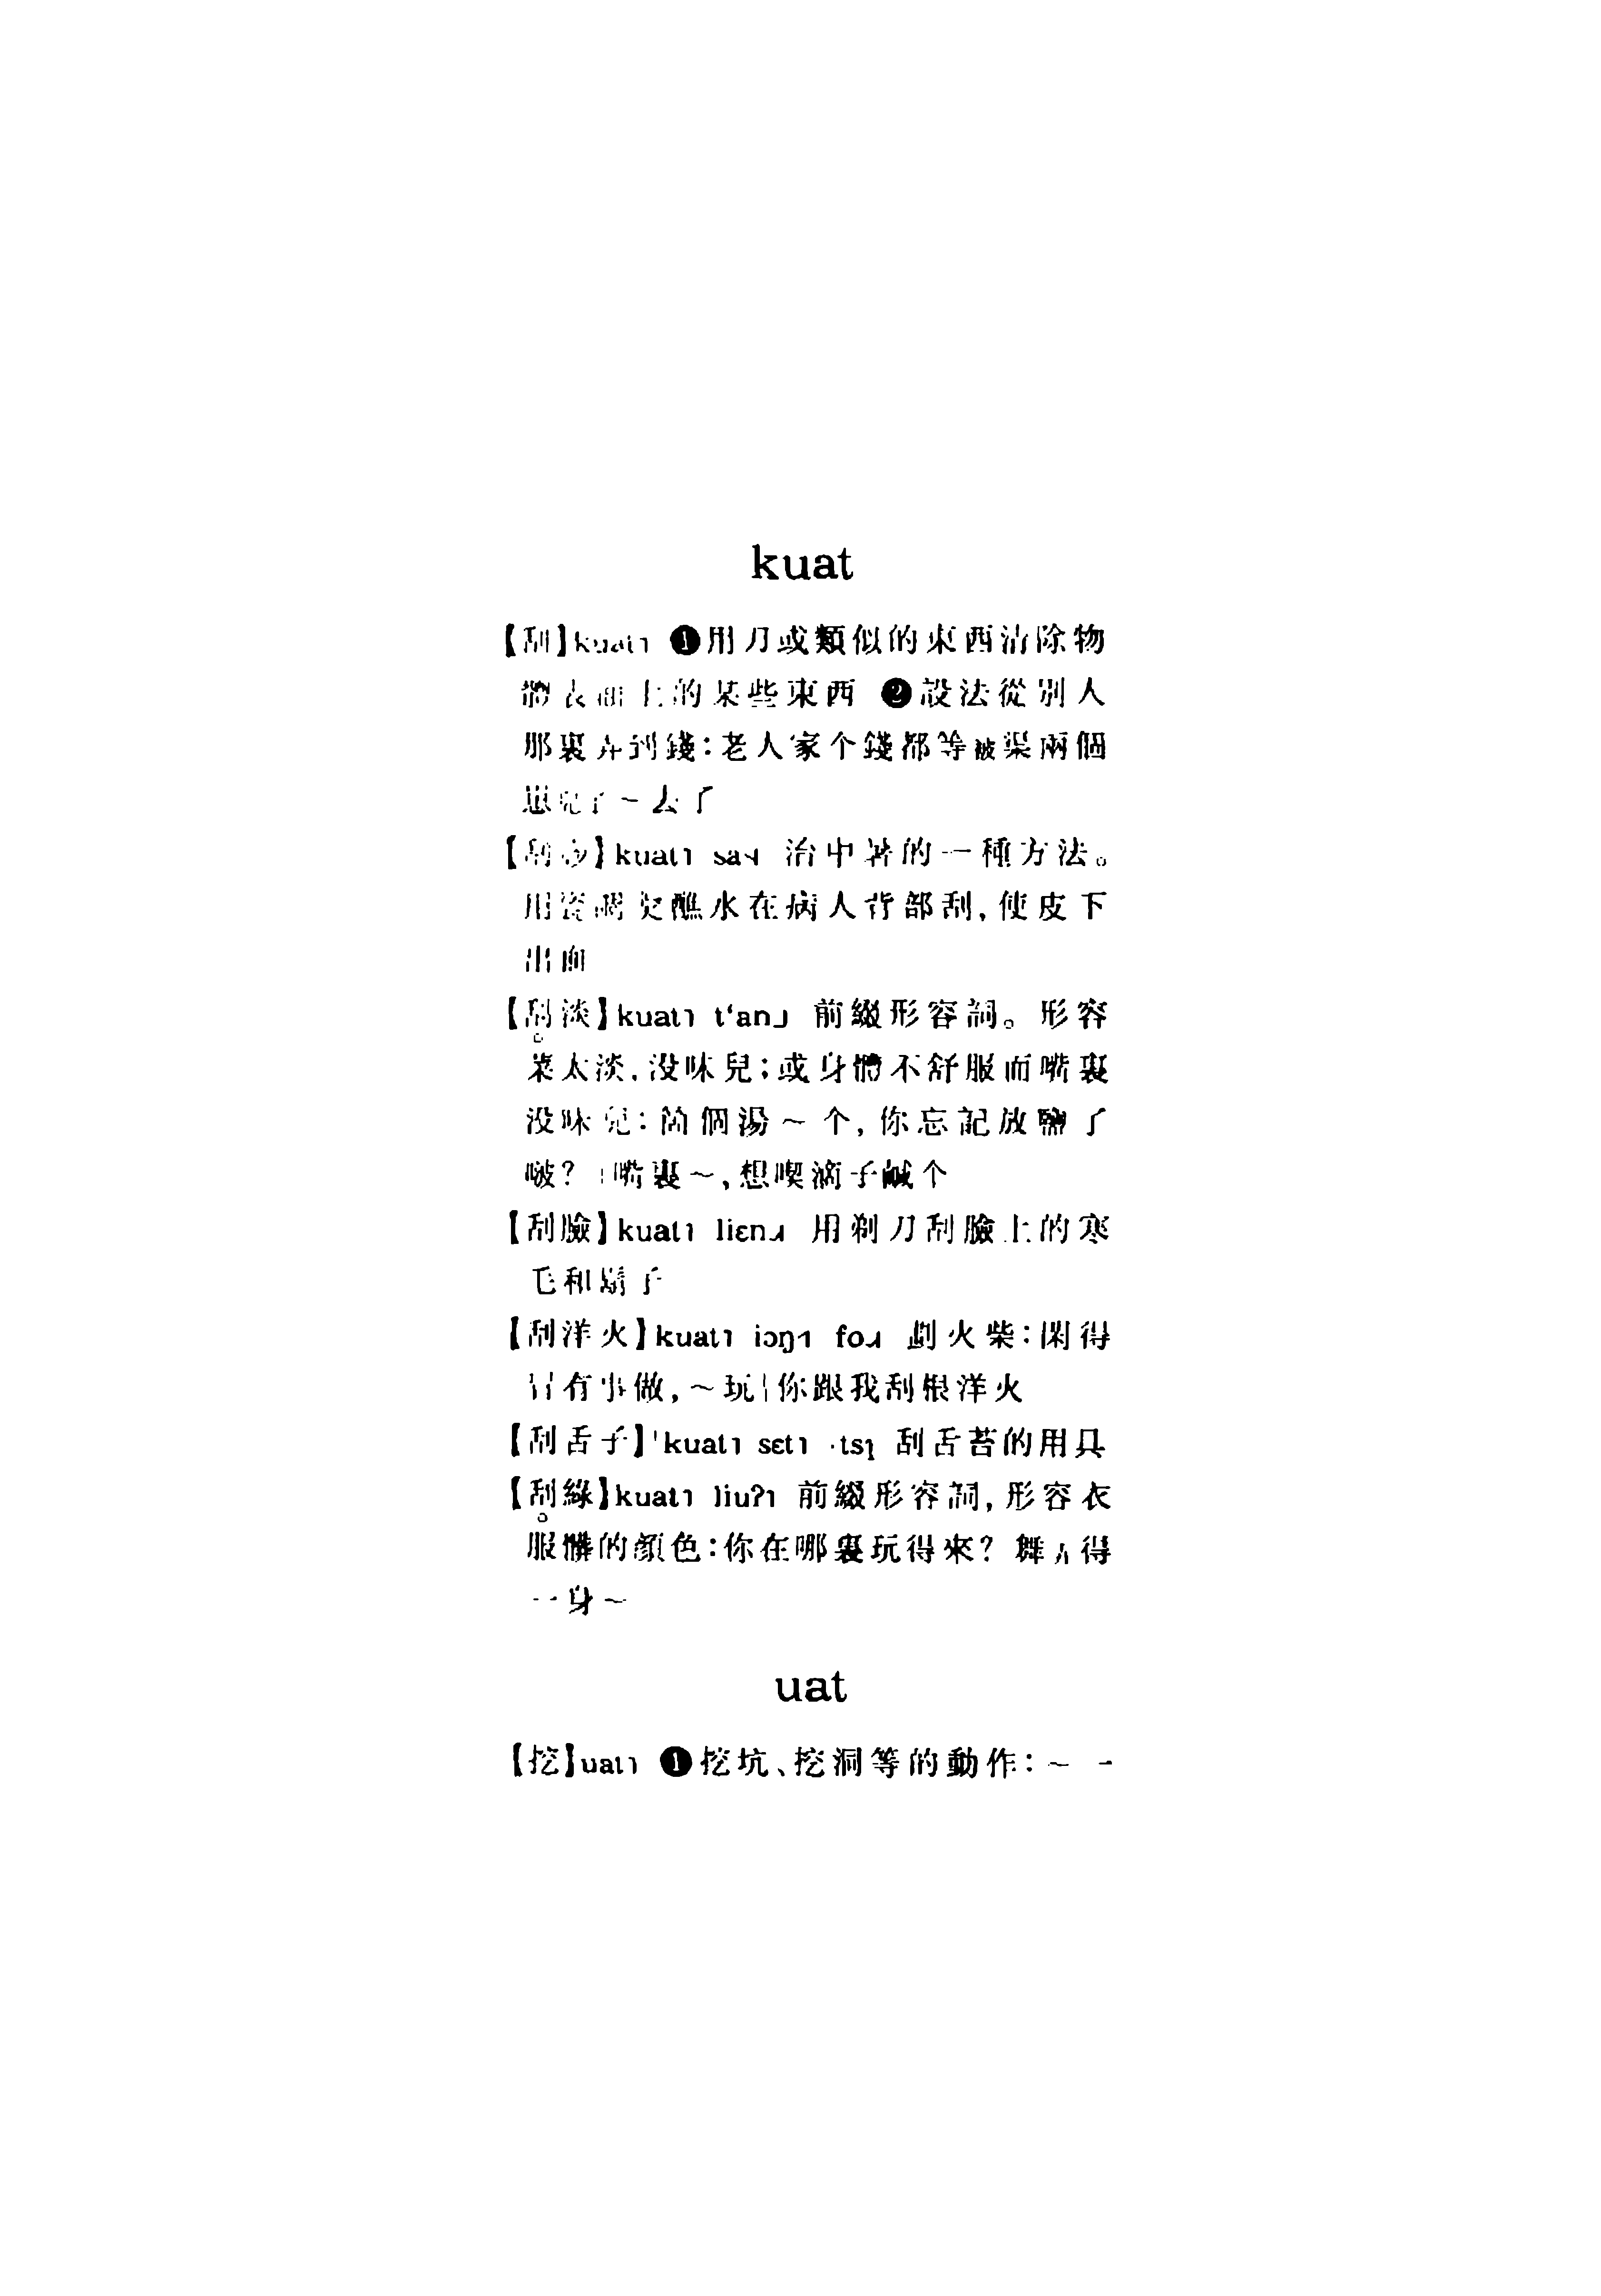 kuat
【刮】kuat˥ ❶用刀或類似的東西清除物
體表面上的某些東西 ❷設法從別人
那裏弄到錢：老人家个錢都等被渠兩個
崽兒子～去了
【刮痧】kuat˥ sa˧ 治中暑的一種方法。
用瓷調更蘸水在病人背部刮，使皮下
出血
【刮淡】kuat˥ t‘an˩ 前綴形容詞。形容
菜太淡，没味兒；或身體不舒服而嘴裏
没味兒：箇個湯～个，你忘記放鹽了
啵？｜嘴裏～，想喫滴子鹹个
【刮臉】kuat˥ liɛn˩˧ 用剃刀刮臉上的寒
毛和鬍子
【刮洋火】kuat˥ iɔŋ˧˥ fo˩˧ 劃火柴：閑得
冇有事做，～玩｜你跟我刮根洋火
【刮舌子】'kuat˥ sɛt˥ ·tsʅ 刮舌苔的用具
【刮綠】kuat˥ liuʔ˥ 前綴形容詞，形容衣
服髒的顔色：你在哪裏玩得來？舞得
一身～
uat
【挖】uat˥ ❶挖坑、挖洞等的動作：～一